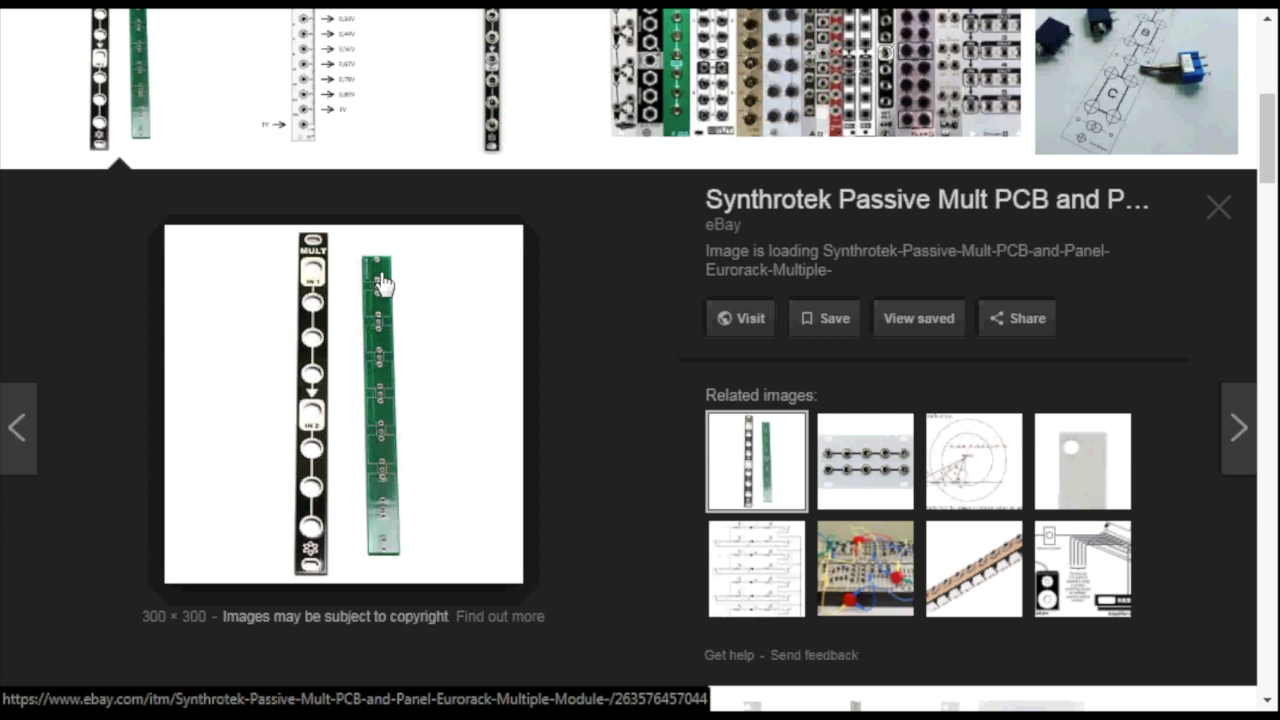 1V
1V
C
Synthrotek Passive Mult PCB and P…
eBay
Image is loading Synthrotek-Passive-Mult-PCB-and-Panel-
Eurorack-Multiple-
Visit
Save
View saved
Share
MULT
IN 1
IN 2
Related images:
300 × 300 - Images may be subject to copyright Find out more
Get help - Send feedback
https://www.ebay.com/itm/Synthrotek-Passive-Mult-PCB-and-Panel-Eurorack-Multiple-Module-/263576457044